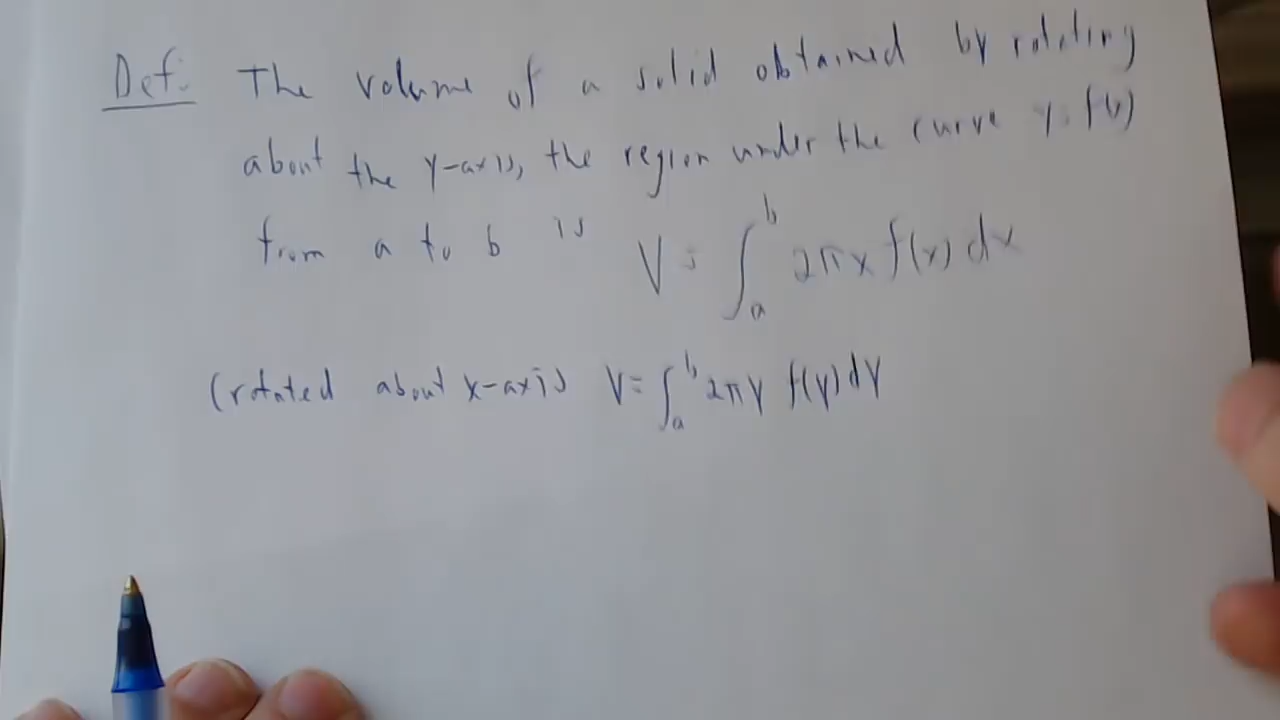 Def: The volume of a solid obtained by rotating
about the y-axis, the region under the curve y = f(x)
from a to b is V = ∫_a^b 2πx f(x) dx
(rotated about x-axis V = ∫_a^b 2πy f(y) dy